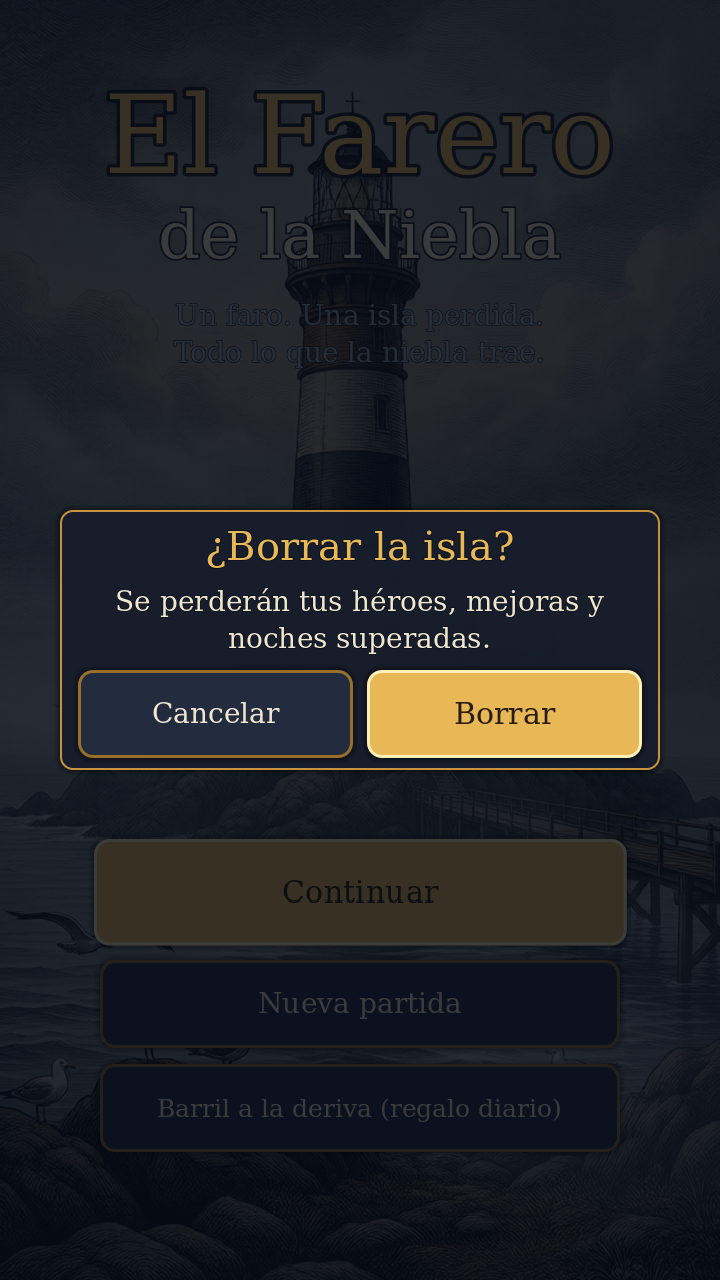 El Farero
de la Niebla
Un faro. Una isla perdida.
Todo lo que la niebla trae.
¿Borrar la isla?
Se perderán tus héroes, mejoras y
noches superadas.
Cancelar
Borrar
Continuar
Nueva partida
Barril a la deriva (regalo diario)